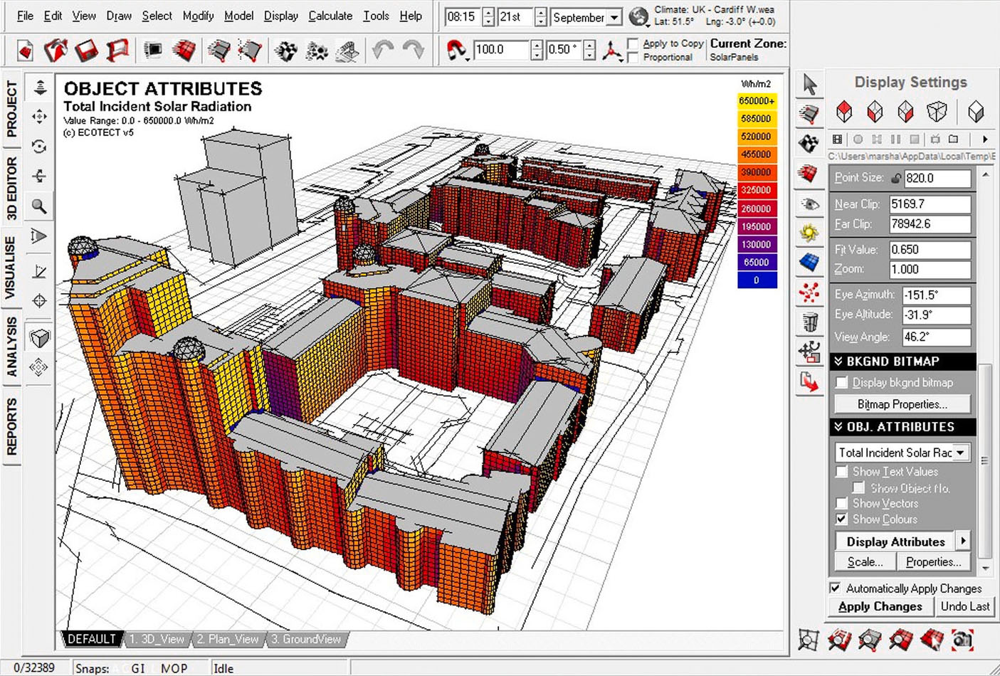 File Edit View Draw Select Modify Model Display Calculate Tools Help
08:15 21st September
Climate: UK - Cardiff W.wea
Lat: 51.5° Lng: -3.0° (+-0.0)
100.0 0.50 °
Apply to Copy
Proportional
Current Zone:
SolarPanels
PROJECT
3D EDITOR
VISUALISE
ANALYSIS
REPORTS
OBJECT ATTRIBUTES
Total Incident Solar Radiation
Value Range: 0.0 - 650000.0 Wh/m2
(c) ECOTECT v5
Wh/m2
650000+
585000
520000
455000
390000
325000
260000
195000
130000
65000
0
Display Settings
C:\Users\marsha\AppData\Local\Temp\E
Point Size: 820.0
Near Clip: 5169.7
Far Clip: 78942.6
Fit Value: 0.650
Zoom: 1.000
Eye Azimuth: -151.5°
Eye Altitude: -31.9°
View Angle: 46.2°
BKGND BITMAP
Display bkgnd bitmap
Bitmap Properties...
OBJ. ATTRIBUTES
Total Incident Solar Rac
Show Text Values
Show Object No.
Show Vectors
Show Colours
Display Attributes
Scale... Properties...
Automatically Apply Changes
Apply Changes Undo Last
DEFAULT 1. 3D_View 2. Plan_View 3. GroundView
0/32389 Snaps: GI MOP Idle